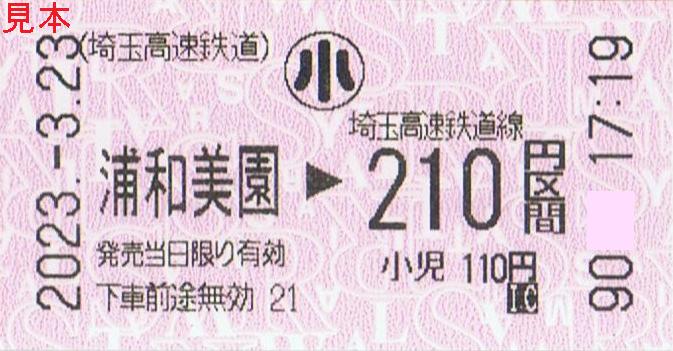 見本
(埼玉高速鉄道)
小
2023.-3.23
埼玉高速鉄道線
浦和美園 ▶ 210円区間
発売当日限り有効
小児 110円
下車前途無効 21
IC
90 17:19